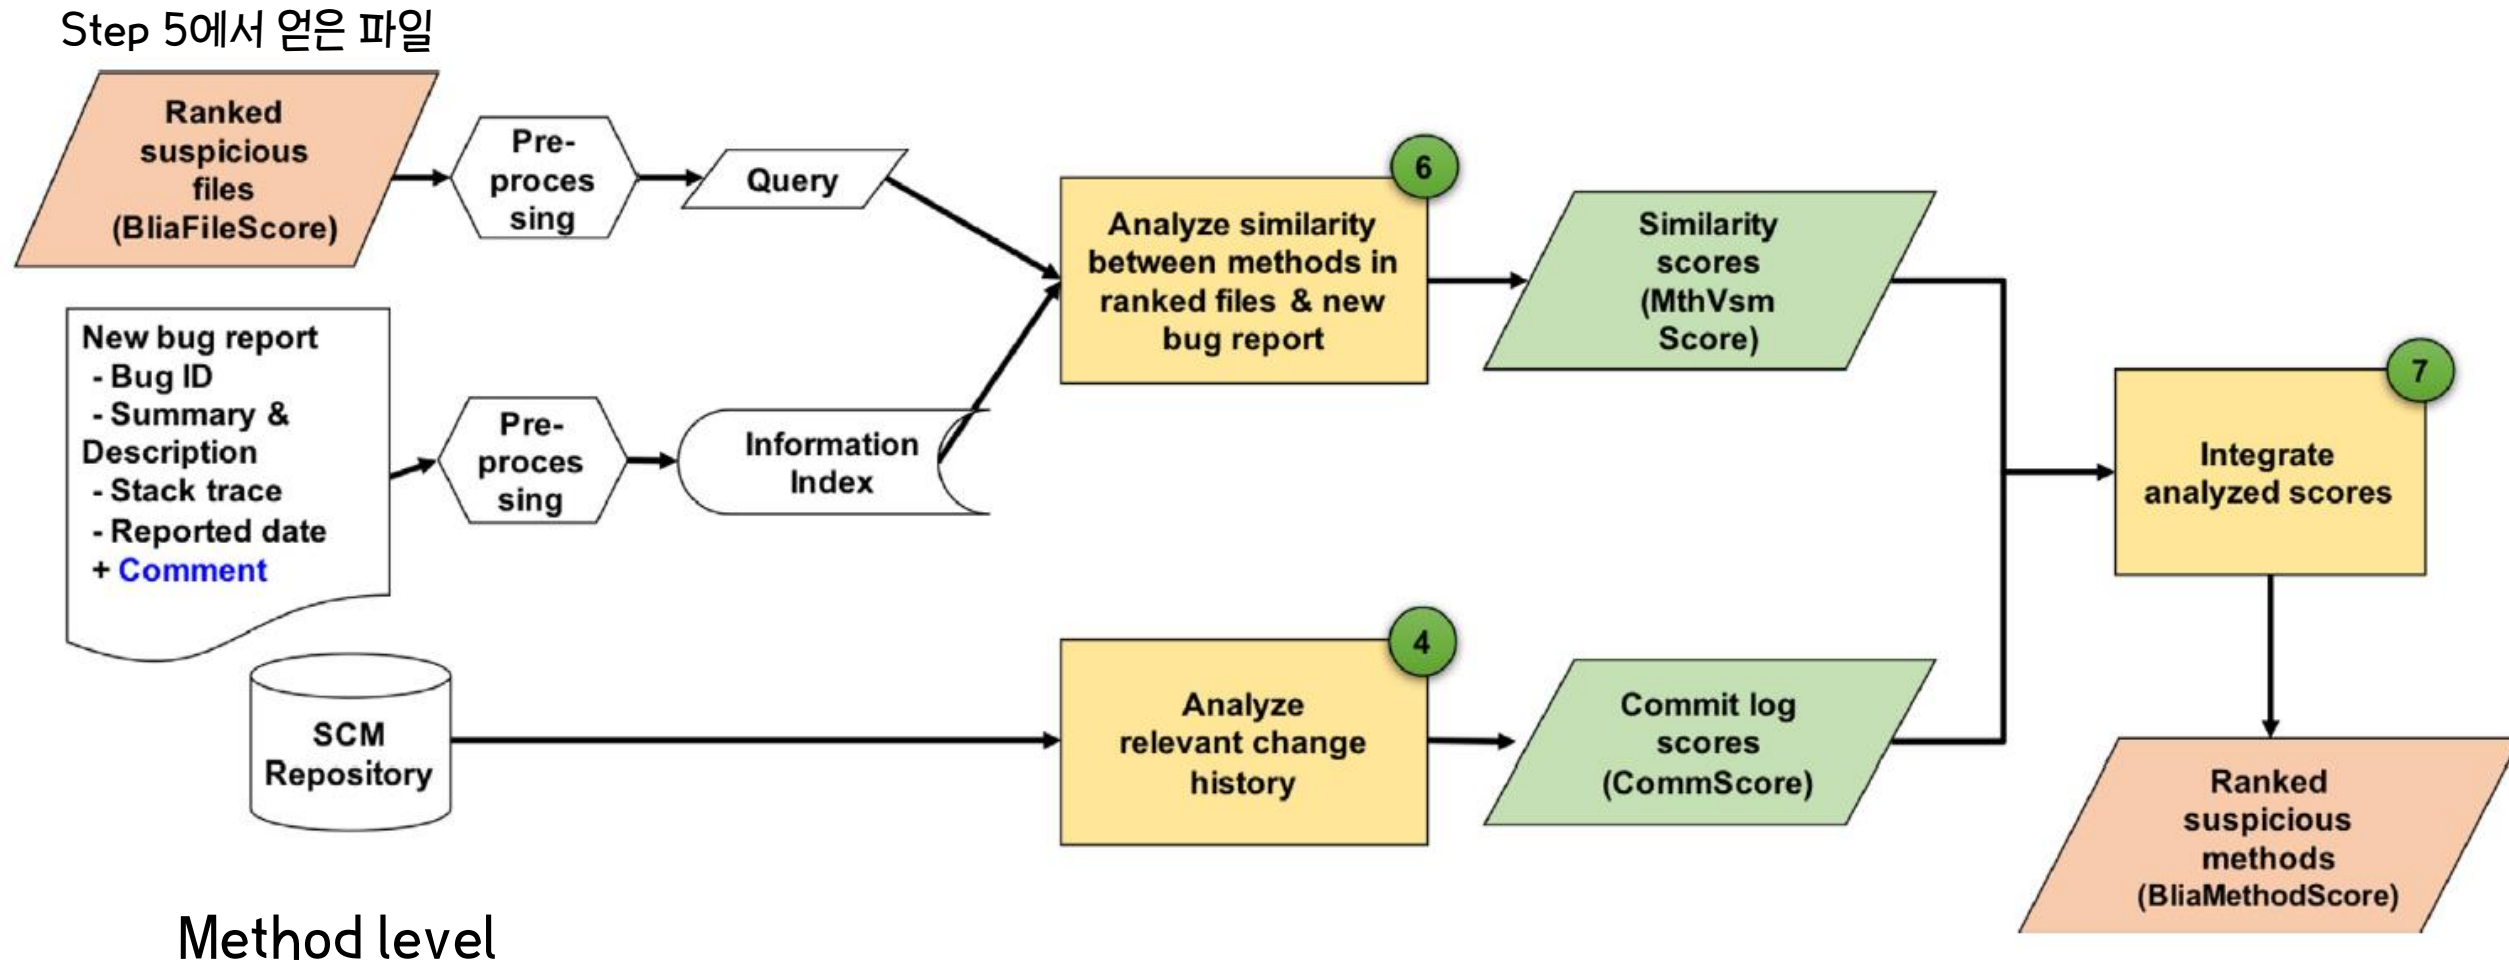 Step 5에서 얻은 파일
Ranked
suspicious
files
(BliaFileScore)
Pre-
proces
sing
Query
6
Analyze similarity
between methods in
ranked files & new
bug report
Similarity
scores
(MthVsm
Score)
New bug report
- Bug ID
- Summary &
Description
- Stack trace
- Reported date
+ Comment
Pre-
proces
sing
Information
Index
7
Integrate
analyzed scores
SCM
Repository
4
Analyze
relevant change
history
Commit log
scores
(CommScore)
Ranked
suspicious
methods
(BliaMethodScore)
Method level